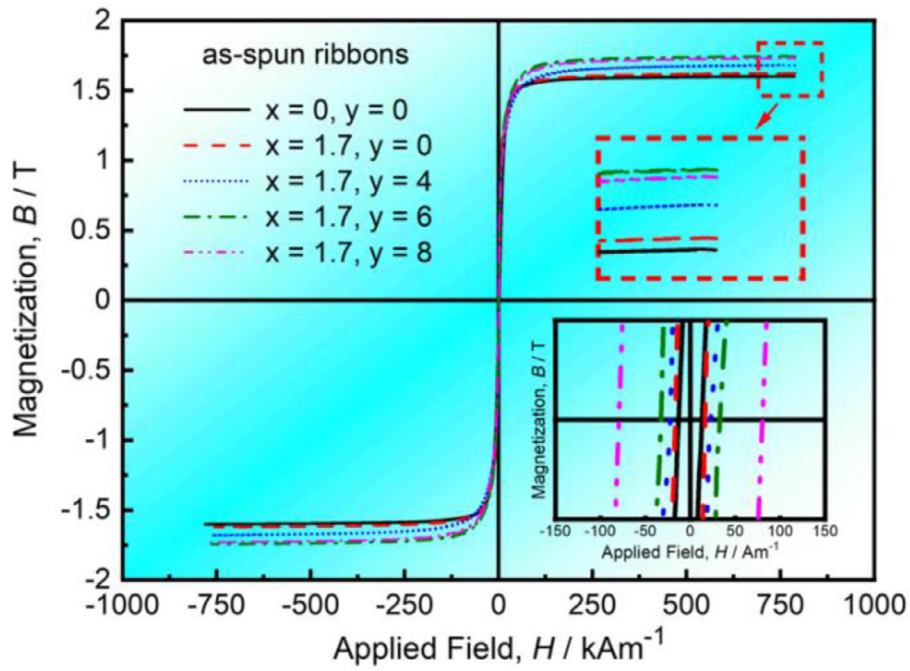 2
1.5
1
0.5
0
-0.5
-1
-1.5
-2
Magnetization, B / T
as-spun ribbons
x = 0, y = 0
x = 1.7, y = 0
x = 1.7, y = 4
x = 1.7, y = 6
x = 1.7, y = 8
Magnetization, B / T
-150 -100 -50 0 50 100 150
Applied Field, H / Am⁻¹
-1000 -750 -500 -250 0 250 500 750 1000
Applied Field, H / kAm⁻¹